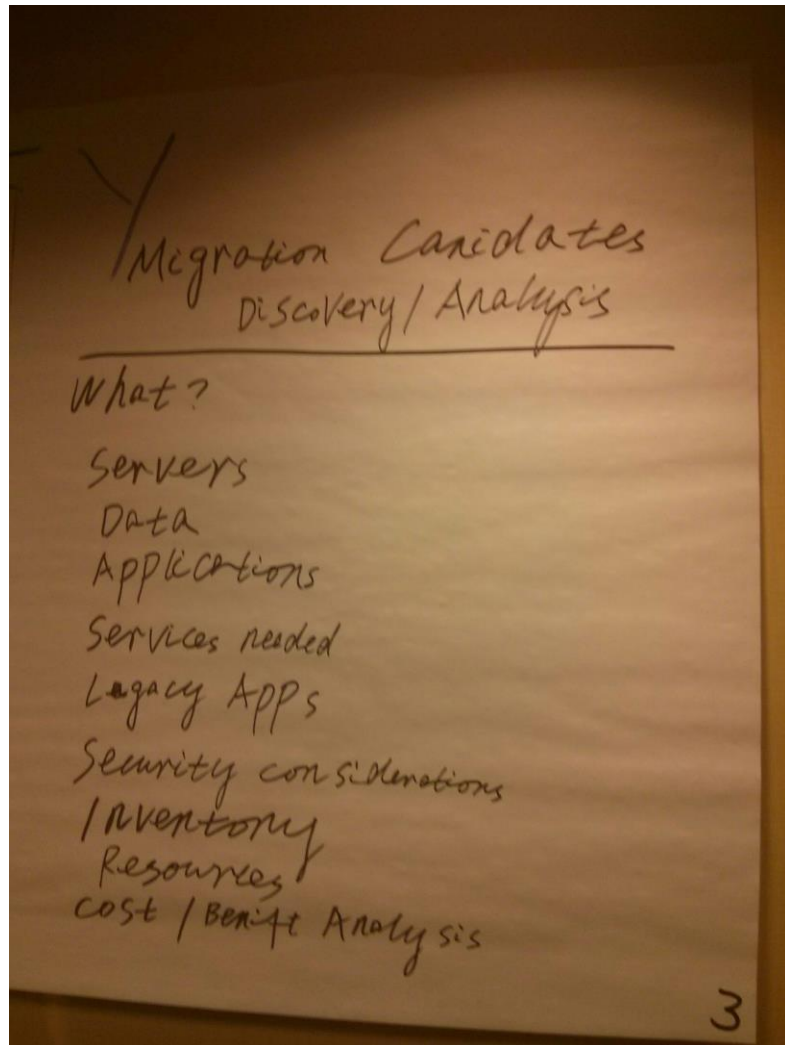 Y
Migration Canidates
Discovery / Analysis
What?
Servers
Data
Applications
Services needed
Legacy Apps
Security considerations
Inventory
Resources
Cost / Benift Analysis
3